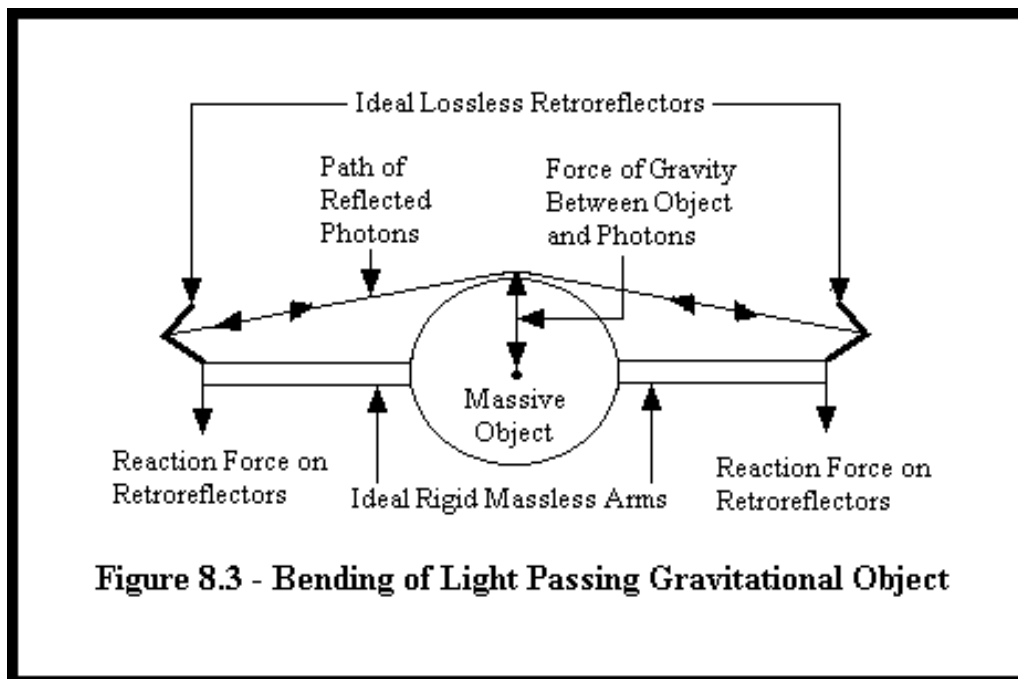 Ideal Lossless Retroreflectors
Path of
Reflected
Photons
Force of Gravity
Between Object
and Photons
Massive
Object
Reaction Force on
Retroreflectors
Ideal Rigid Massless Arms
Reaction Force on
Retroreflectors
Figure 8.3 - Bending of Light Passing Gravitational Object